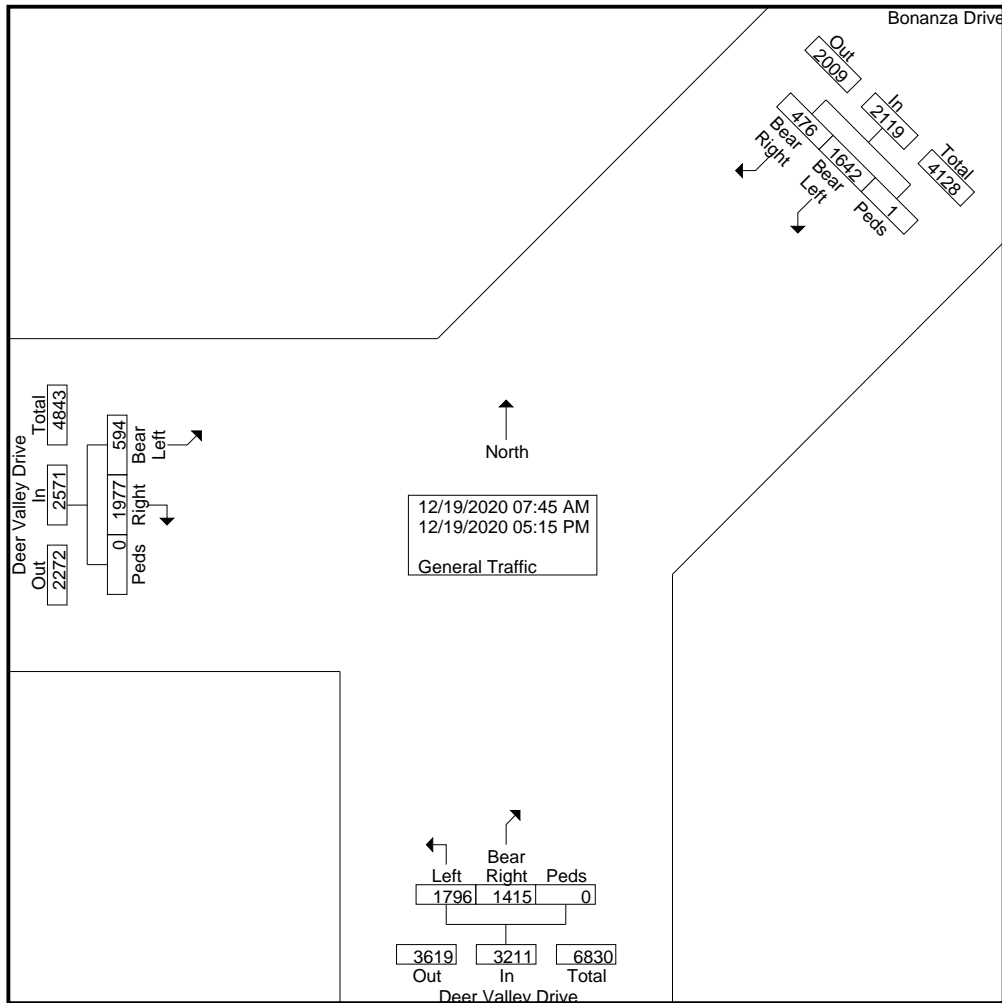 Bonanza Drive
Out
2009
In
2119
Total
4128
476
1642
1
Bear
Right
Bear
Left
Peds
Deer Valley Drive
Total
4843
In
2571
Out
2272
594
1977
0
Bear
Left
Right
Peds
North
12/19/2020 07:45 AM
12/19/2020 05:15 PM
General Traffic
Bear
Left Right Peds
1796 1415 0
3619 3211 6830
Out In Total
Deer Valley Drive